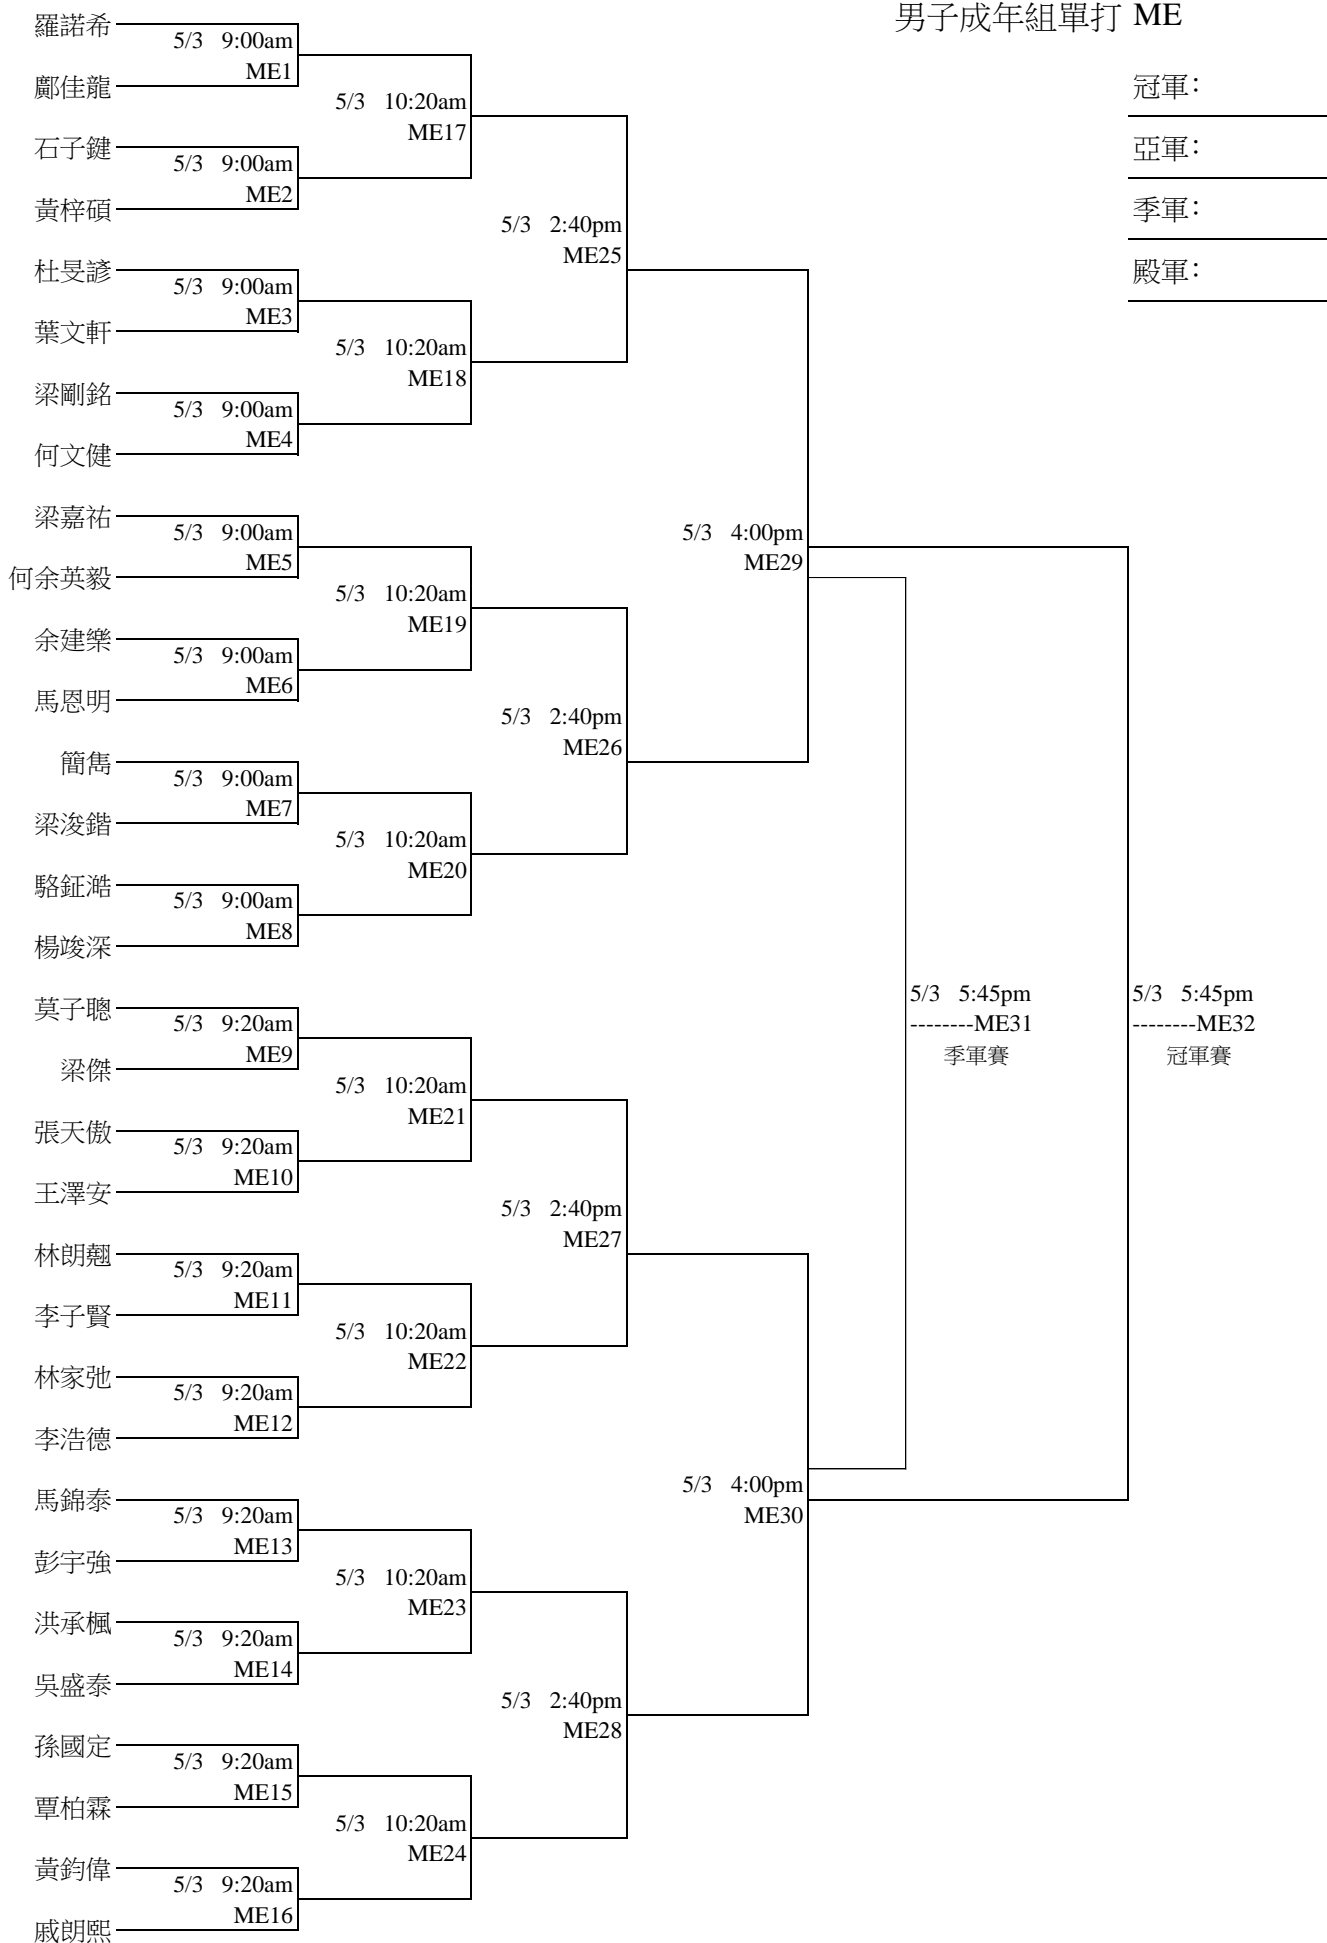 男子成年組單打 ME
冠軍：
亞軍：
季軍：
殿軍：
羅諾希
5/3 9:00am
ME1
鄺佳龍
5/3 10:20am
ME17
石子鍵
5/3 9:00am
ME2
黃梓碩
5/3 2:40pm
ME25
杜旻諺
5/3 9:00am
ME3
葉文軒
5/3 10:20am
ME18
梁剛銘
5/3 9:00am
ME4
何文健
梁嘉祐
5/3 9:00am
ME5
5/3 4:00pm
ME29
何余英毅
5/3 10:20am
ME19
余建樂
5/3 9:00am
ME6
馬恩明
5/3 2:40pm
ME26
簡雋
5/3 9:00am
ME7
梁浚鍇
5/3 10:20am
ME20
駱鉦澔
5/3 9:00am
ME8
楊竣深
5/3 5:45pm
--------ME31
季軍賽
5/3 5:45pm
--------ME32
冠軍賽
莫子聰
5/3 9:20am
ME9
梁傑
5/3 10:20am
ME21
張天傲
5/3 9:20am
ME10
王澤安
5/3 2:40pm
ME27
林朗翹
5/3 9:20am
ME11
李子賢
5/3 10:20am
ME22
林家弛
5/3 9:20am
ME12
李浩德
5/3 4:00pm
ME30
馬錦泰
5/3 9:20am
ME13
彭宇強
5/3 10:20am
ME23
洪承楓
5/3 9:20am
ME14
吳盛泰
5/3 2:40pm
ME28
孫國定
5/3 9:20am
ME15
覃柏霖
5/3 10:20am
ME24
黃鈞偉
5/3 9:20am
ME16
戚朗熙